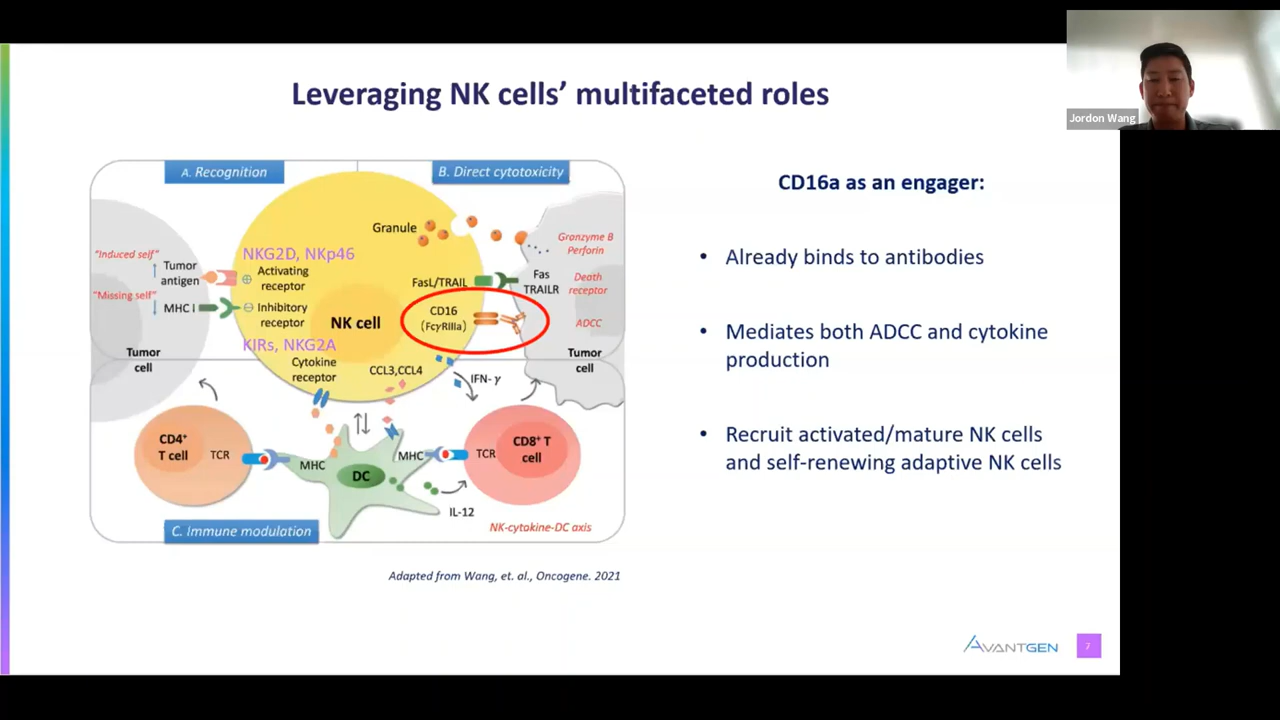 Leveraging NK cells’ multifaceted roles
Jordon Wang
A. Recognition
B. Direct cytotoxicity
"Induced self"
Tumor
antigen
"Missing self"
MHC I
Tumor
cell
NKG2D, NKp46
Activating
receptor
Inhibitory
receptor
KIRs, NKG2A
Cytokine
receptor
NK cell
Granule
Granzyme B
Perforin
FasL/TRAIL
Fas
TRAILR
Death
receptor
CD16
(FcγRIIIa)
ADCC
Tumor
cell
CCL3,CCL4
IFN- γ
CD4+
T cell
TCR
MHC
DC
MHC
TCR
CD8+ T
cell
IL-12
C. Immune modulation
NK-cytokine-DC axis
Adapted from Wang, et. al., Oncogene. 2021
CD16a as an engager:
• Already binds to antibodies
• Mediates both ADCC and cytokine
production
• Recruit activated/mature NK cells
and self-renewing adaptive NK cells
AVANTGEN
7